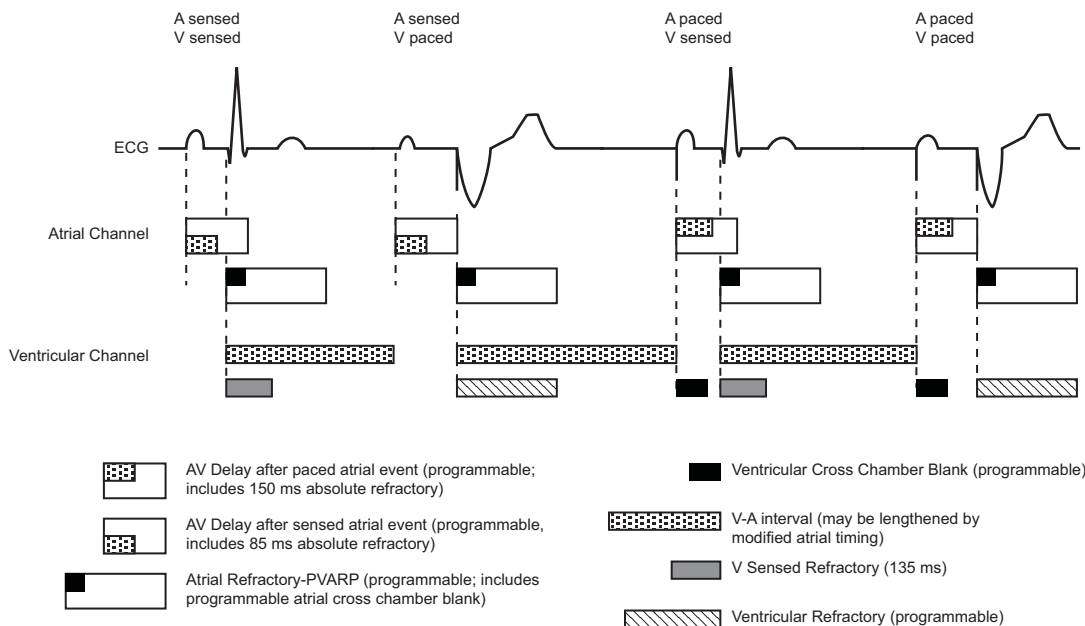 A sensed
V sensed
A sensed
V paced
A paced
V sensed
A paced
V paced
ECG
Atrial Channel
Ventricular Channel
AV Delay after paced atrial event (programmable;
includes 150 ms absolute refractory)
AV Delay after sensed atrial event (programmable,
includes 85 ms absolute refractory)
Atrial Refractory-PVARP (programmable; includes
programmable atrial cross chamber blank)
Ventricular Cross Chamber Blank (programmable)
V-A interval (may be lengthened by
modified atrial timing)
V Sensed Refractory (135 ms)
Ventricular Refractory (programmable)